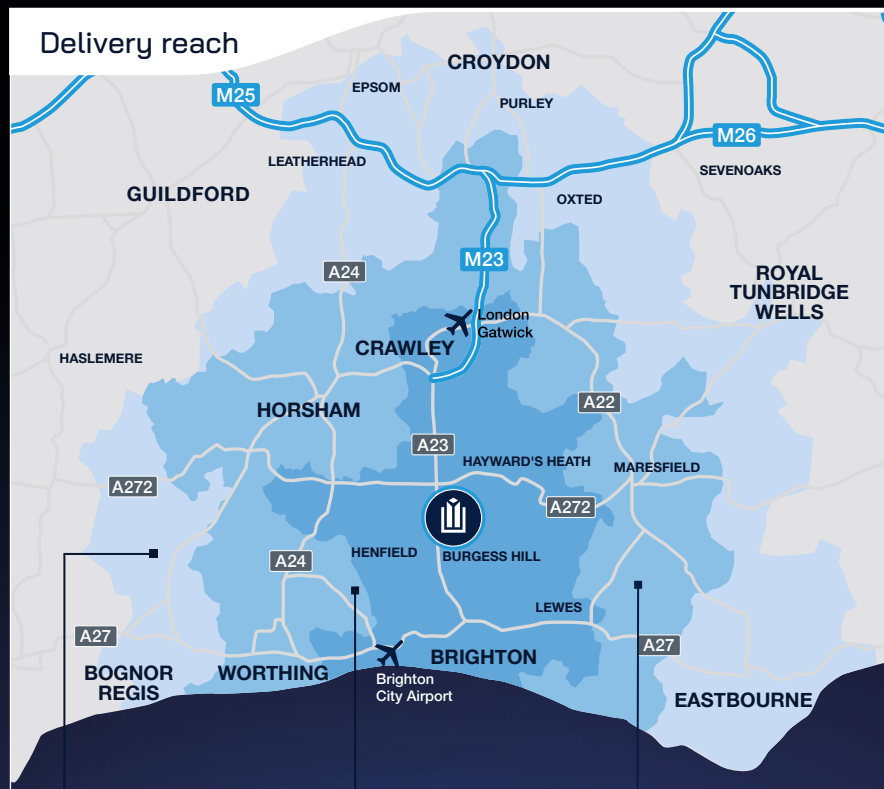 Delivery reach
CROYDON
EPSOM
M25
PURLEY
M26
LEATHERHEAD
SEVENOAKS
GUILDFORD
OXTED
M23
A24
ROYAL
TUNBRIDGE
WELLS
London
Gatwick
CRAWLEY
HASLEMERE
HORSHAM
A22
A23
HAYWARD'S HEATH
MARESFIELD
A272
A272
HENFIELD
BURGESS HILL
A24
LEWES
A27
A27
BRIGHTON
BOGNOR
REGIS
WORTHING
Brighton
City Airport
EASTBOURNE